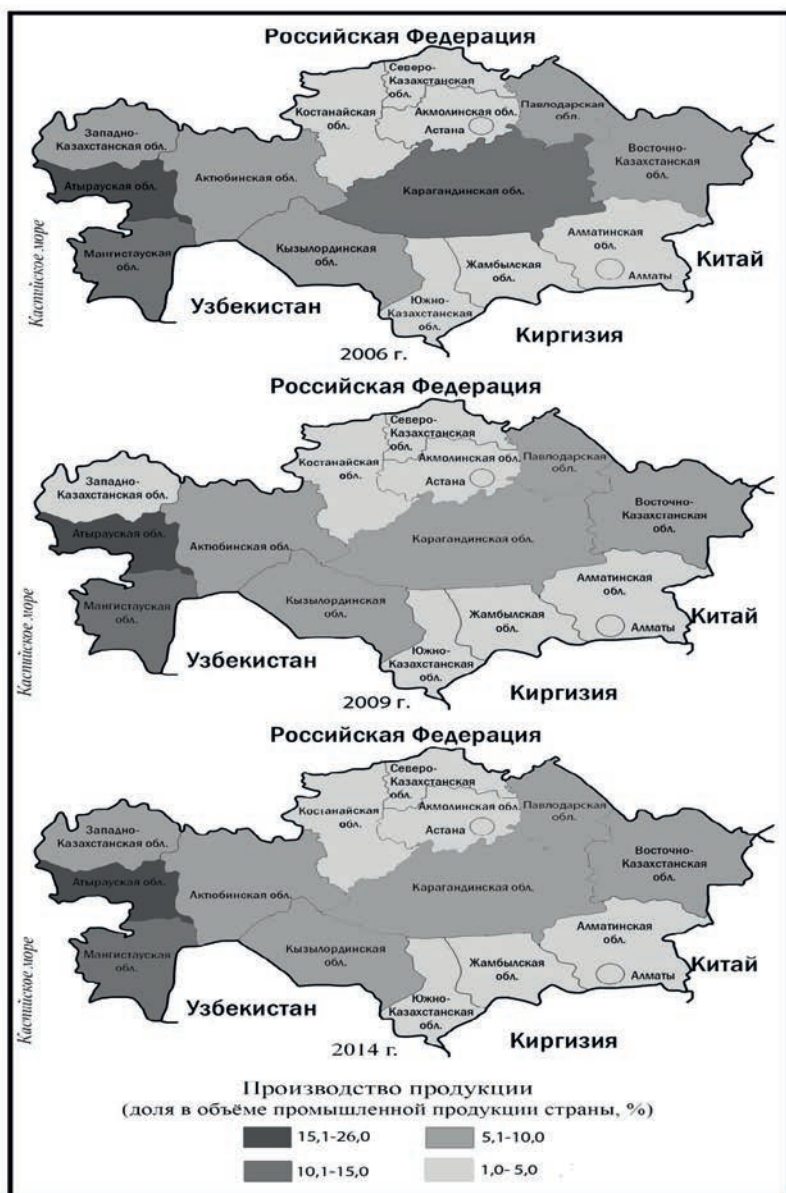 Российская Федерация
Северо-
Казахстанская
обл.
Костанайская
обл.
Акмолинская обл.
Астана
Павлодарская
обл.
Западно-
Казахстанская обл.
Восточно-
Казахстанская
обл.
Атырауская обл.
Актюбинская обл.
Карагандинская обл.
Мангистауская
обл.
Кызылординская
обл.
Алматинская
обл.
Жамбылская
обл.
Алматы
Китай
Каспийское море
Узбекистан
Южно-
Казахстанская
обл.
Киргизия
2006 г.
Российская Федерация
Северо-
Казахстанская
обл.
Костанайская
обл.
Акмолинская обл.
Астана
Павлодарская
обл.
Западно-
Казахстанская обл.
Восточно-
Казахстанская
обл.
Атырауская обл.
Актюбинская обл.
Карагандинская обл.
Мангистауская
обл.
Кызылординская
обл.
Алматинская
обл.
Жамбылская
обл.
Алматы
Китай
Каспийское море
Узбекистан
Южно-
Казахстанская
обл.
Киргизия
2009 г.
Российская Федерация
Северо-
Казахстанская
обл.
Костанайская
обл.
Акмолинская обл.
Астана
Павлодарская
обл.
Западно-
Казахстанская обл.
Восточно-
Казахстанская
обл.
Атырауская обл.
Актюбинская обл.
Карагандинская обл.
Мангистауская
обл.
Кызылординская
обл.
Алматинская
обл.
Жамбылская
обл.
Алматы
Китай
Каспийское море
Узбекистан
Южно-
Казахстанская
обл.
Киргизия
2014 г.
Производство продукции
(доля в объёме промышленной продукции страны, %)
15,1-26,0
5,1-10,0
10,1-15,0
1,0- 5,0